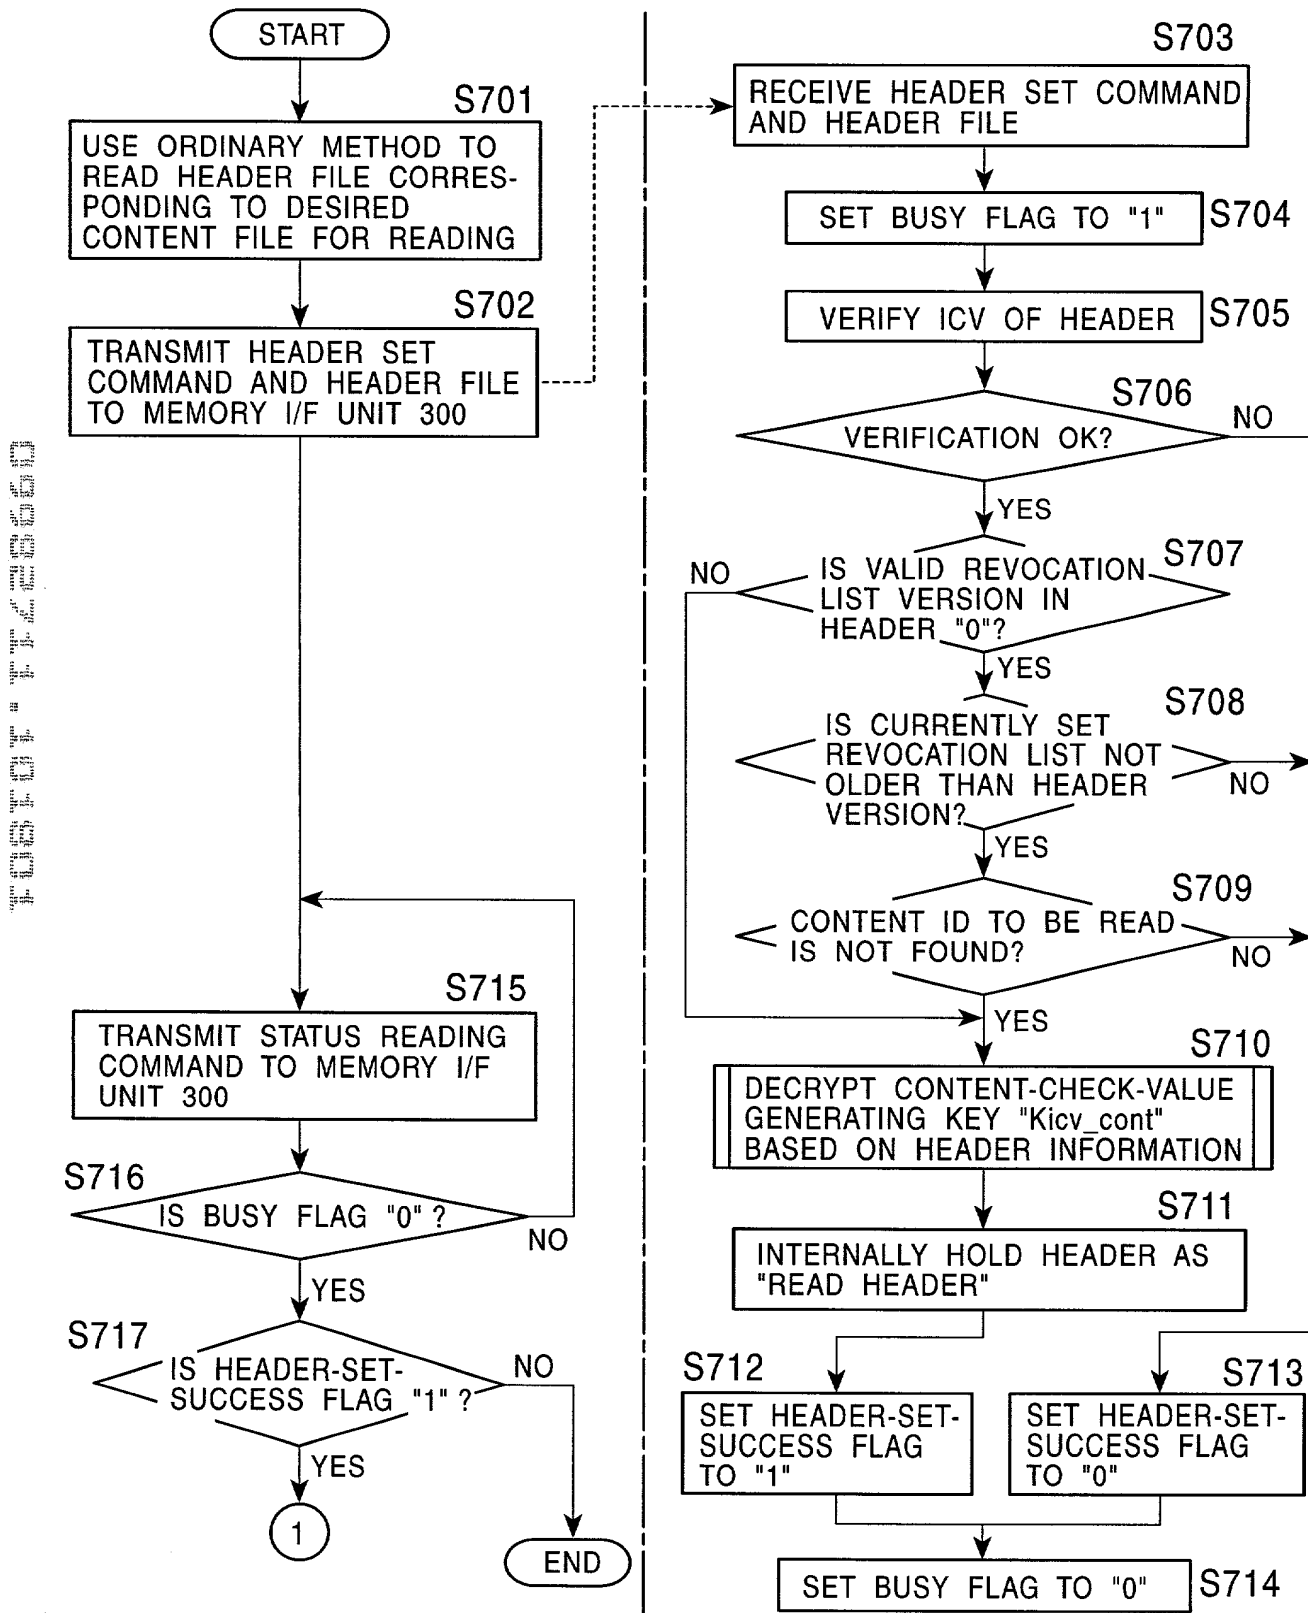 START
S701
USE ORDINARY METHOD TO
READ HEADER FILE CORRES-
PONDING TO DESIRED
CONTENT FILE FOR READING
S702
TRANSMIT HEADER SET
COMMAND AND HEADER FILE
TO MEMORY I/F UNIT 300
S715
TRANSMIT STATUS READING
COMMAND TO MEMORY I/F
UNIT 300
S716
IS BUSY FLAG "0" ?
NO
YES
S717
IS HEADER-SET-
SUCCESS FLAG "1" ?
NO
YES
1
END
S703
RECEIVE HEADER SET COMMAND
AND HEADER FILE
SET BUSY FLAG TO "1"
S704
VERIFY ICV OF HEADER
S705
S706
VERIFICATION OK?
NO
YES
S707
NO
IS VALID REVOCATION
LIST VERSION IN
HEADER "0"?
YES
S708
IS CURRENTLY SET
REVOCATION LIST NOT
OLDER THAN HEADER
VERSION?
NO
YES
S709
CONTENT ID TO BE READ
IS NOT FOUND?
NO
YES
S710
DECRYPT CONTENT-CHECK-VALUE
GENERATING KEY "Kicv_cont"
BASED ON HEADER INFORMATION
S711
INTERNALLY HOLD HEADER AS
"READ HEADER"
S712
SET HEADER-SET-
SUCCESS FLAG
TO "1"
S713
SET HEADER-SET-
SUCCESS FLAG
TO "0"
SET BUSY FLAG TO "0"
S714